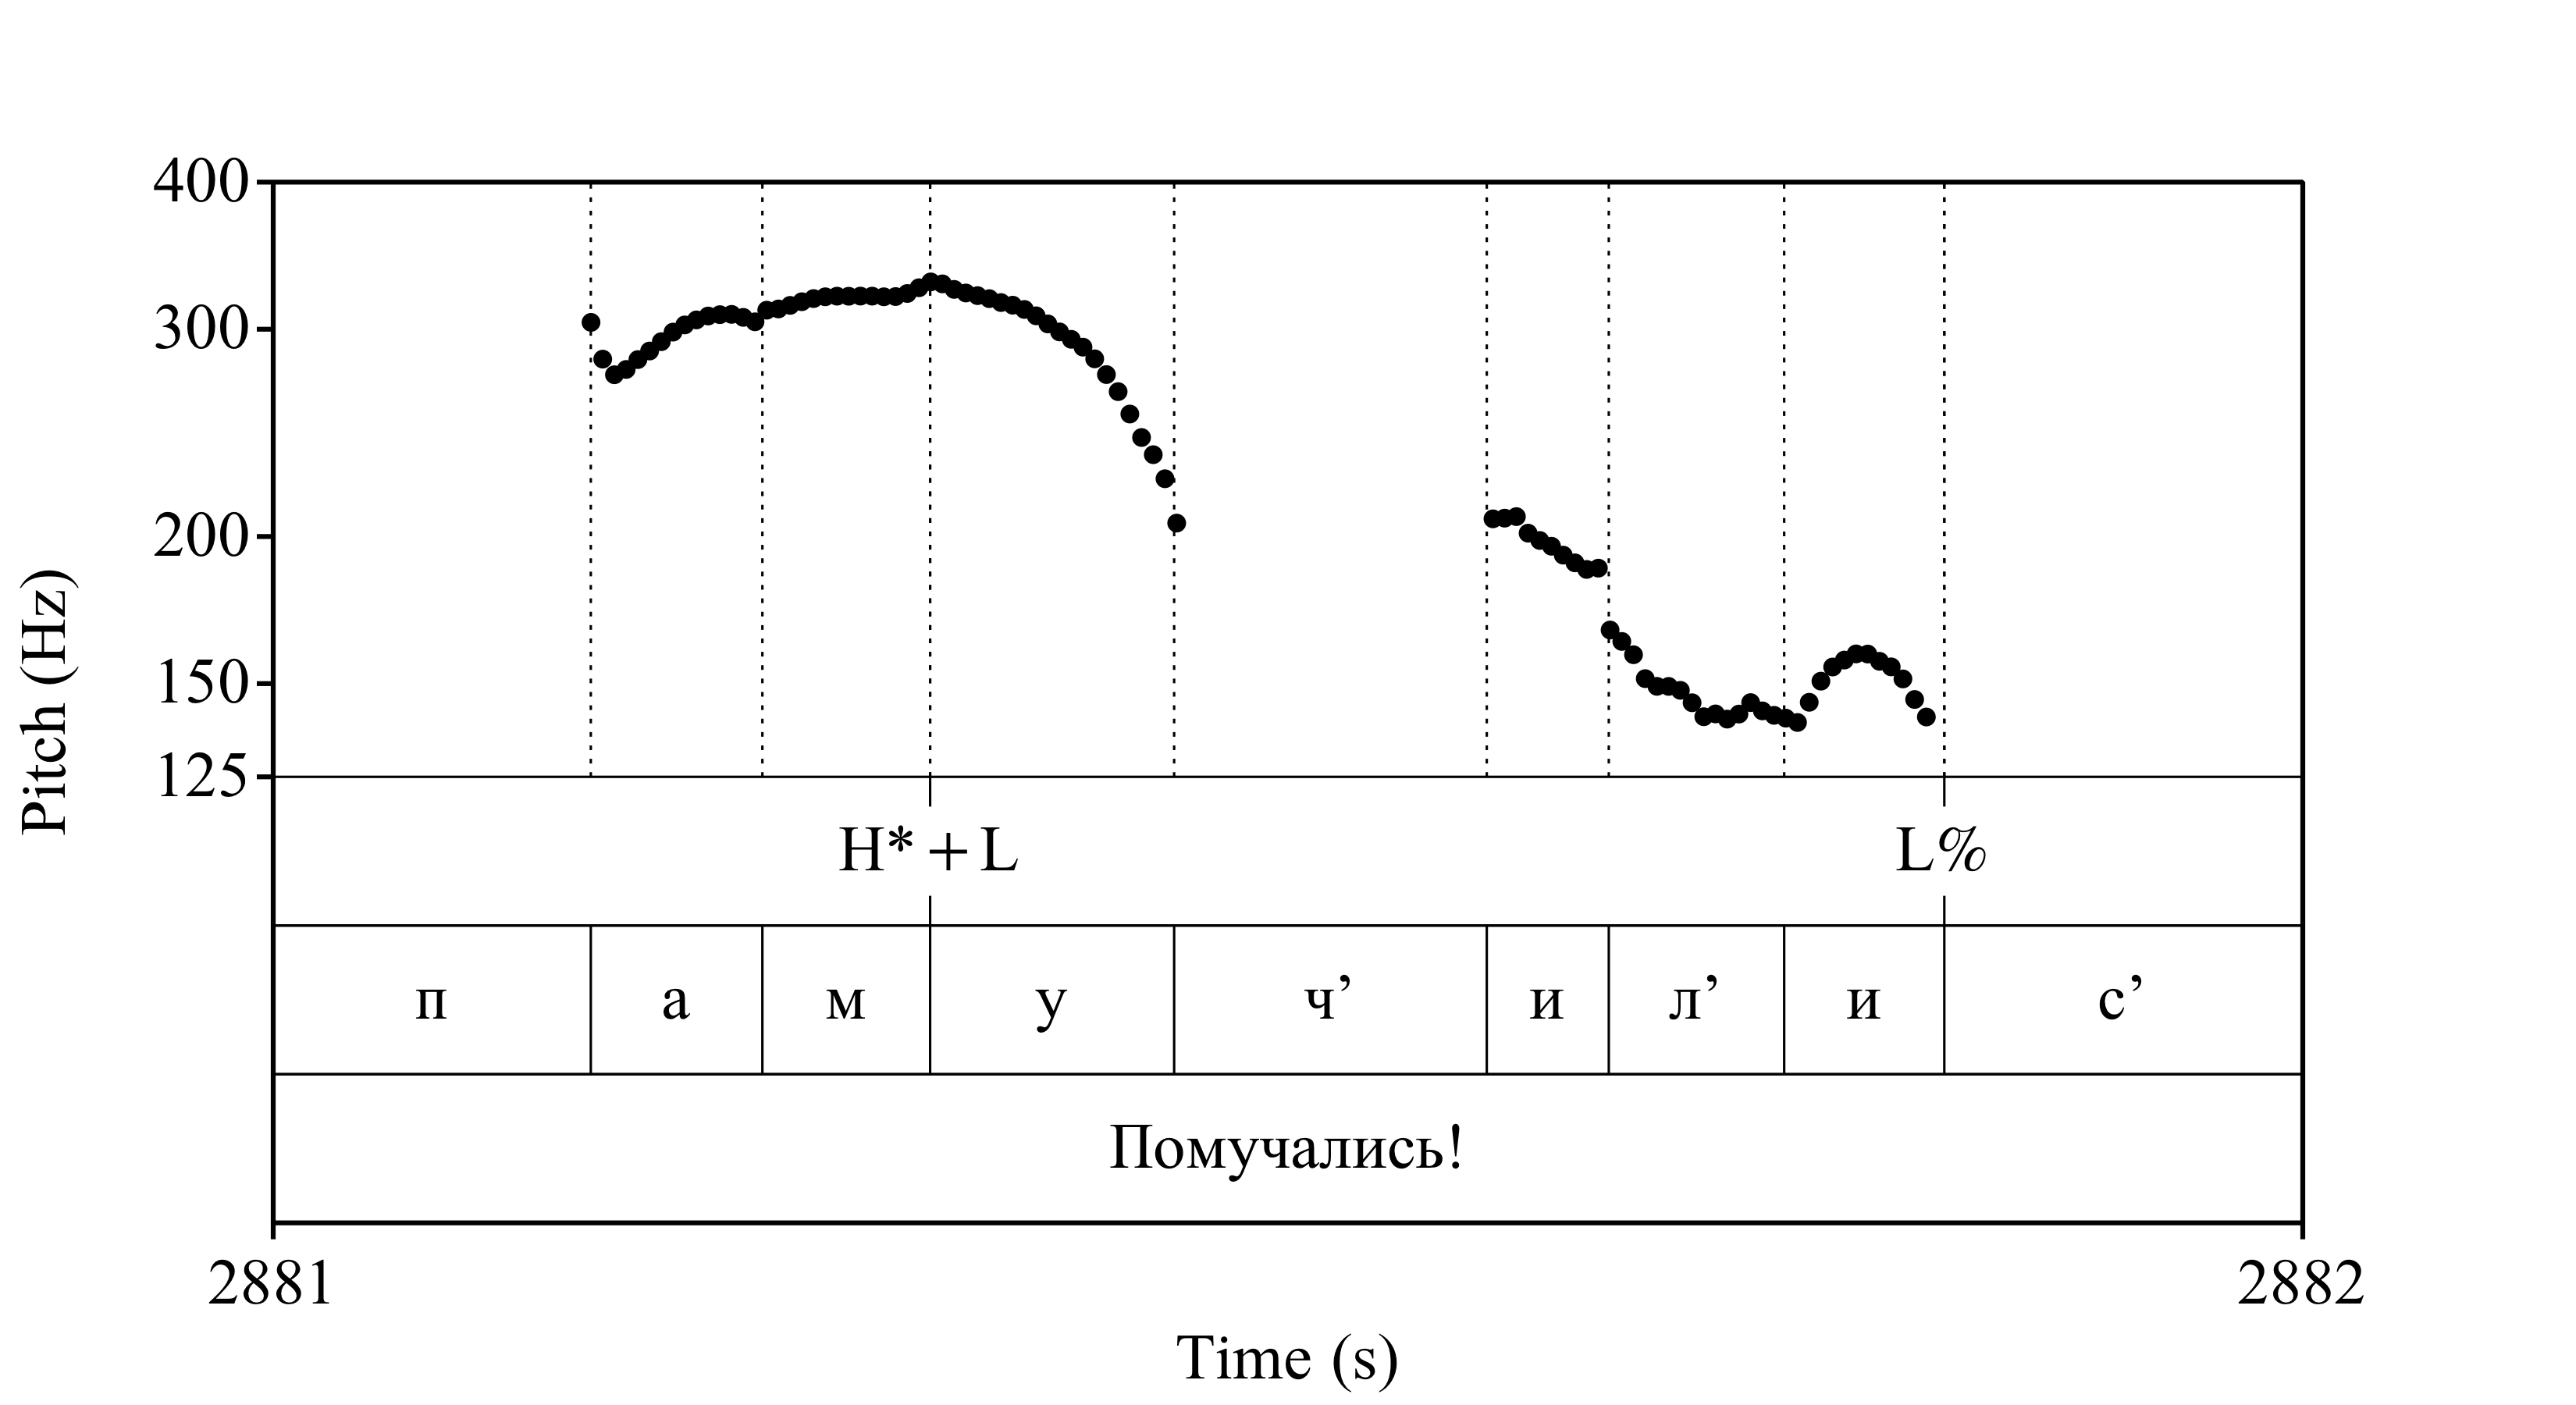 400
300
200
150
125
Pitch (Hz)
H* + L L%
п а м у ч’ и л’ и с’
Помучались!
2881 2882
Time (s)